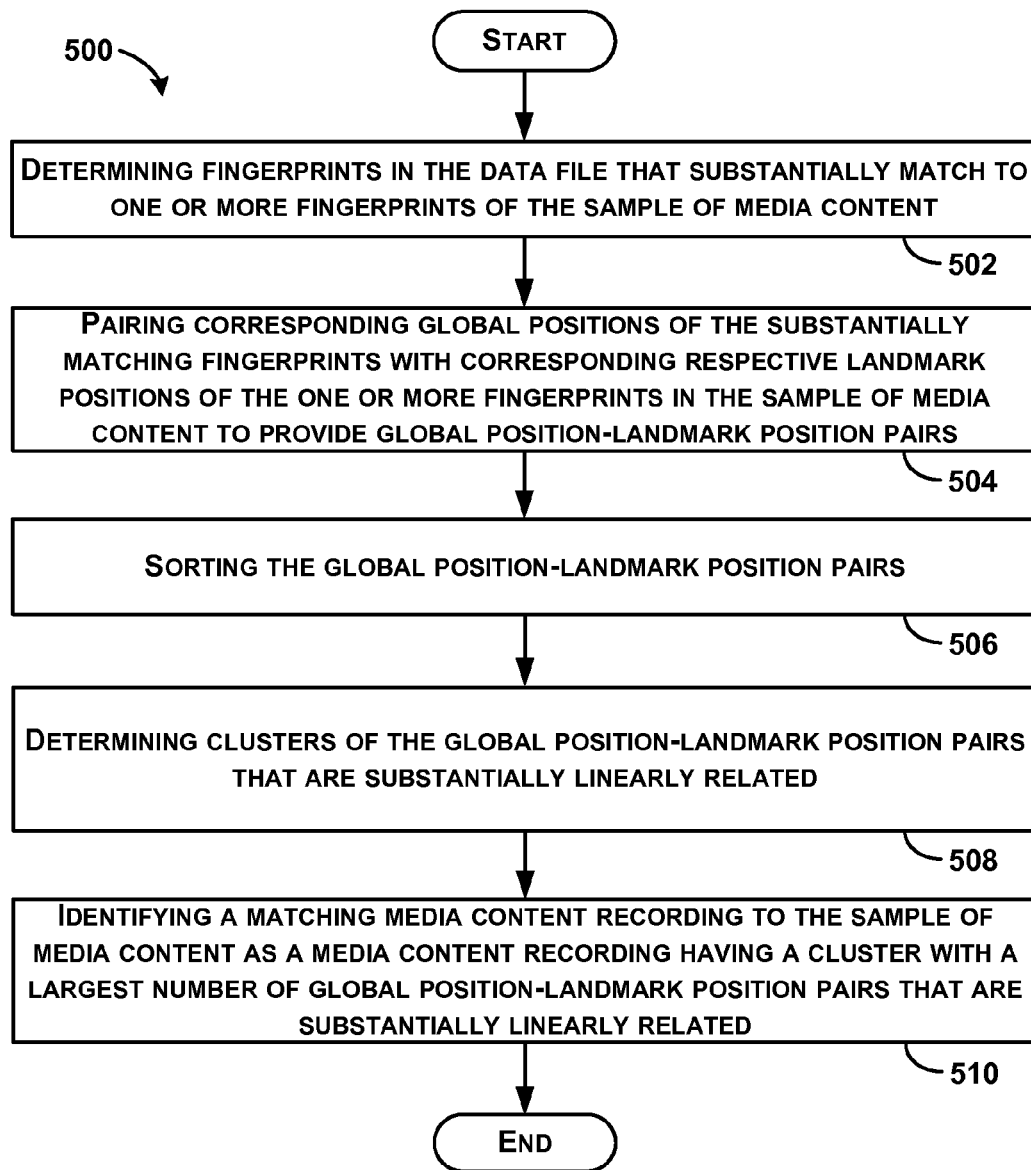 500
START
DETERMINING FINGERPRINTS IN THE DATA FILE THAT SUBSTANTIALLY MATCH TO
ONE OR MORE FINGERPRINTS OF THE SAMPLE OF MEDIA CONTENT
502
PAIRING CORRESPONDING GLOBAL POSITIONS OF THE SUBSTANTIALLY
MATCHING FINGERPRINTS WITH CORRESPONDING RESPECTIVE LANDMARK
POSITIONS OF THE ONE OR MORE FINGERPRINTS IN THE SAMPLE OF MEDIA
CONTENT TO PROVIDE GLOBAL POSITION-LANDMARK POSITION PAIRS
504
SORTING THE GLOBAL POSITION-LANDMARK POSITION PAIRS
506
DETERMINING CLUSTERS OF THE GLOBAL POSITION-LANDMARK POSITION PAIRS
THAT ARE SUBSTANTIALLY LINEARLY RELATED
508
IDENTIFYING A MATCHING MEDIA CONTENT RECORDING TO THE SAMPLE OF
MEDIA CONTENT AS A MEDIA CONTENT RECORDING HAVING A CLUSTER WITH A
LARGEST NUMBER OF GLOBAL POSITION-LANDMARK POSITION PAIRS THAT ARE
SUBSTANTIALLY LINEARLY RELATED
510
END